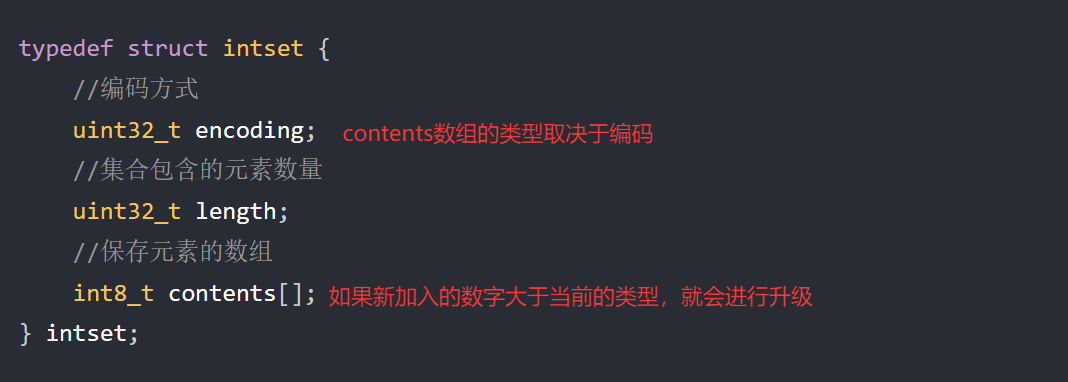 typedef struct intset {
//编码方式
uint32_t encoding; contents数组的类型取决于编码
//集合包含的元素数量
uint32_t length;
//保存元素的数组
int8_t contents[]; 如果新加入的数字大于当前的类型，就会进行升级
} intset;